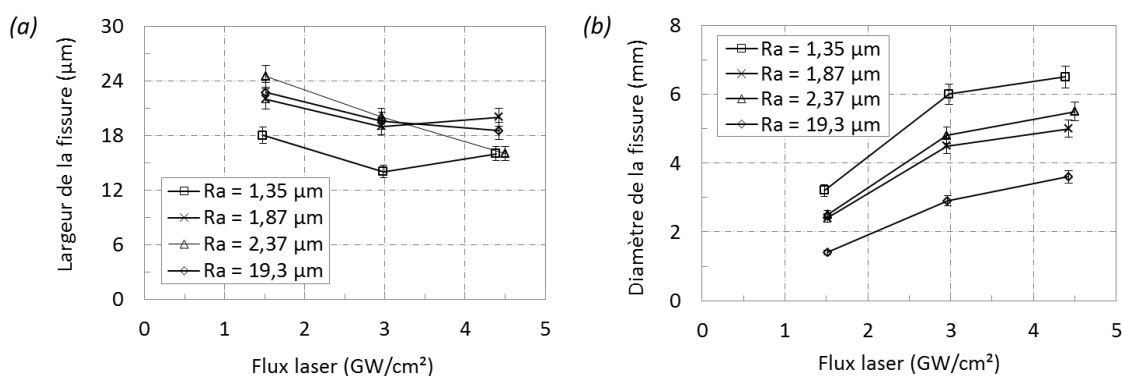 (a)
Largeur de la fissure (µm)
30
24
18
12
6
0
Ra = 1,35 µm
Ra = 1,87 µm
Ra = 2,37 µm
Ra = 19,3 µm
0 1 2 3 4 5
Flux laser (GW/cm²)
(b)
Diamètre de la fissure (mm)
8
6
4
2
0
Ra = 1,35 µm
Ra = 1,87 µm
Ra = 2,37 µm
Ra = 19,3 µm
0 1 2 3 4 5
Flux laser (GW/cm²)